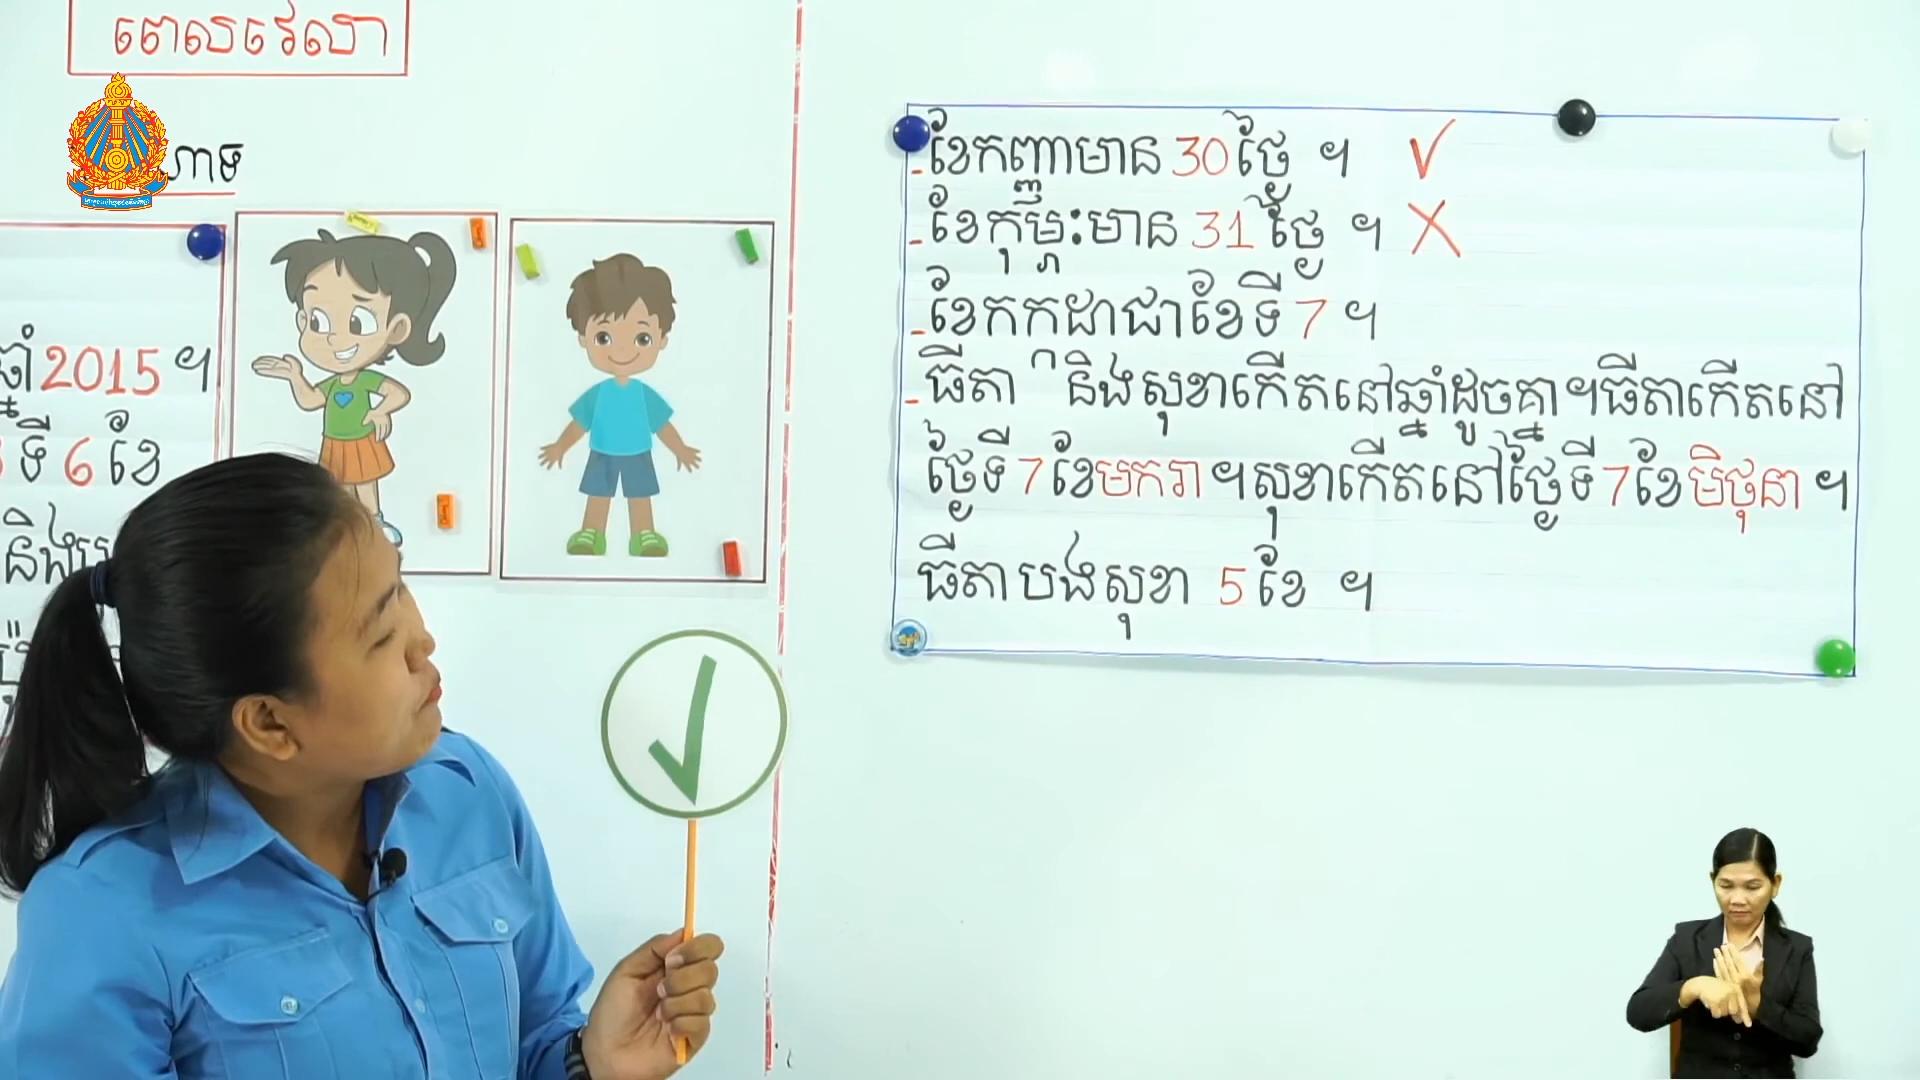 ពេលវេលា
ឆ្នាំ 2015 ។
ទី 6 ខែ
និង
- ខែកញ្ញាមាន 30 ថ្ងៃ ។ ✓
- ខែកុម្ភៈមាន 31 ថ្ងៃ ។ X
- ខែកក្កដាជាខែទី 7 ។
- ធីតា និងសុខាកើតនៅឆ្នាំដូចគ្នា។ធីតាកើតនៅ
ថ្ងៃទី 7 ខែមករា ។សុខាកើតនៅថ្ងៃទី 7 ខែមិថុនា ។
ធីតាបងសុខា 5 ខែ ។